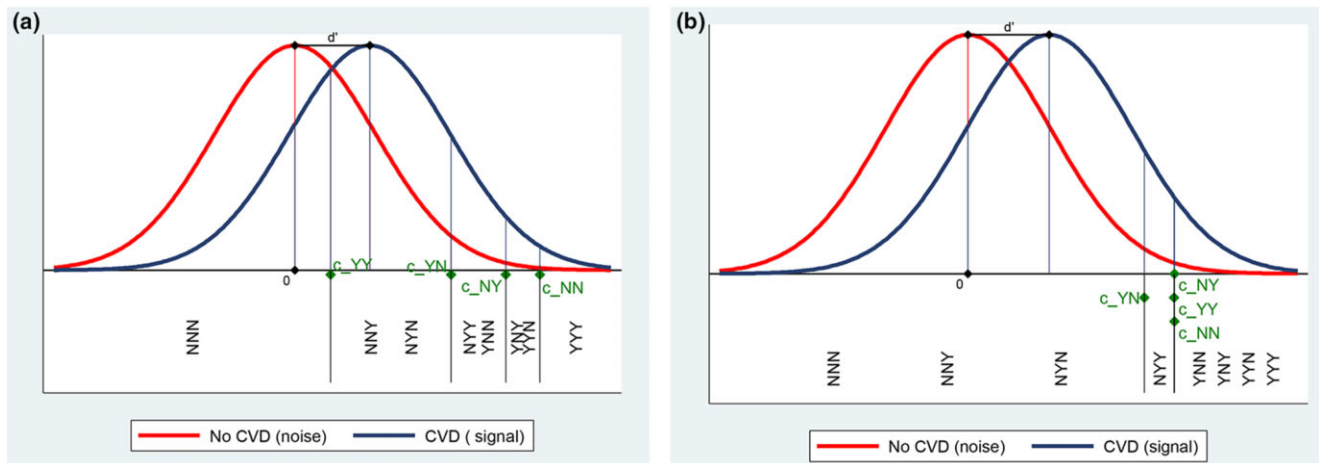 (a)
d'
c_YY
c_YN
0
c_NY
c_NN
NNN
NNY
NYN
NYY
YNN
YNY
YYN
YYY
No CVD (noise)
CVD ( signal)
(b)
d'
0
c_YN
c_NY
c_YY
c_NN
NNN
NNY
NYN
NYY
YNN
YNY
YYN
YYY
No CVD (noise)
CVD (signal)